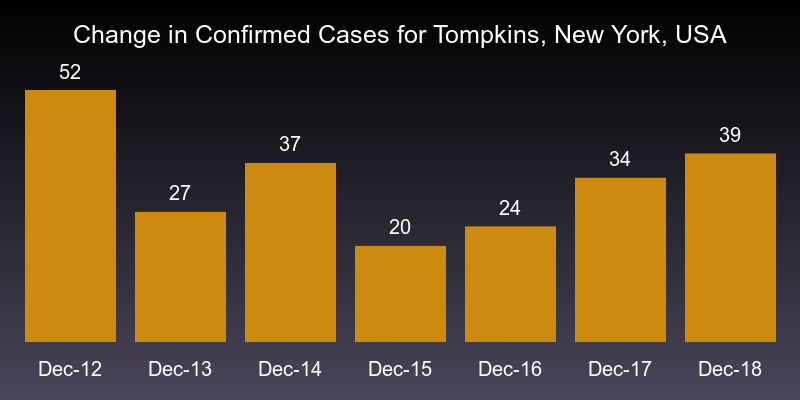 Change in Confirmed Cases for Tompkins, New York, USA
52
27
37
20
24
34
39
Dec-12
Dec-13
Dec-14
Dec-15
Dec-16
Dec-17
Dec-18